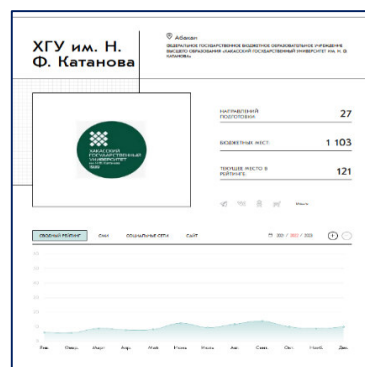 ХГУ им. Н.
Ф. Катанова
Абакан
ФЕДЕРАЛЬНОЕ ГОСУДАРСТВЕННОЕ БЮДЖЕТНОЕ ОБРАЗОВАТЕЛЬНОЕ УЧРЕЖДЕНИЕ
ВЫСШЕГО ОБРАЗОВАНИЯ «ХАКАССКИЙ ГОСУДАРСТВЕННЫЙ УНИВЕРСИТЕТ ИМ. Н. Ф.
КАТАНОВА»
ХАКАССКИЙ
ГОСУДАРСТВЕННЫЙ
УНИВЕРСИТЕТ
НАПРАВЛЕНИЙ
ПОДГОТОВКИ: 27
БЮДЖЕТНЫХ МЕСТ: 1 103
ТЕКУЩЕЕ МЕСТО В
РЕЙТИНГЕ: 121
СВОДНЫЙ РЕЙТИНГ СМИ СОЦИАЛЬНЫЕ СЕТИ САЙТ
Янв. Февр. Март Апр. Май Июнь Июль Авг. Сент. Окт. Нояб. Дек.